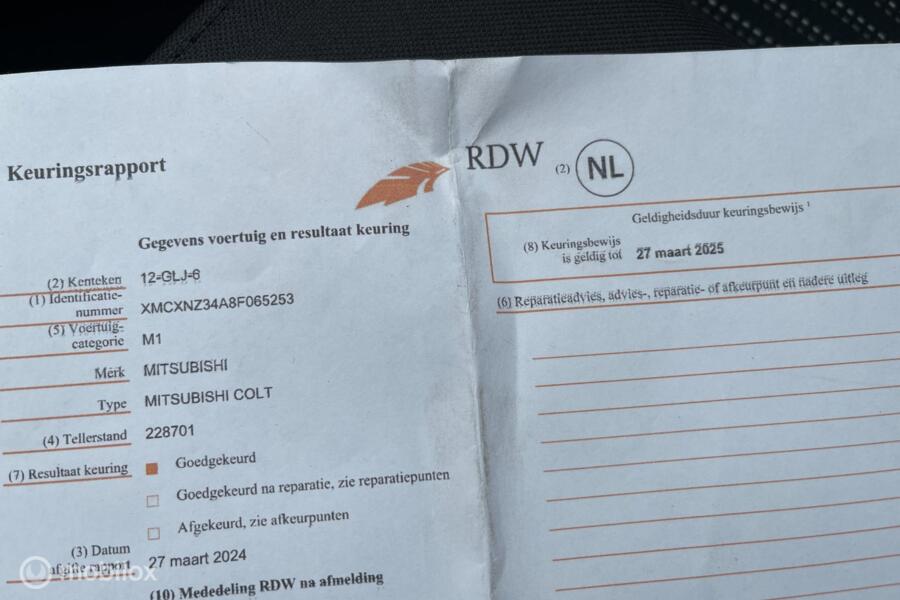 Keuringsrapport
RDW (2) NL
Gegevens voertuig en resultaat keuring
(2) Kenteken 12-GLJ-6
(1) Identificatie-
nummer XMCXNZ34A8F065253
(5) Voertuig-
categorie M1
Merk MITSUBISHI
Type MITSUBISHI COLT
(4) Tellerstand 228701
(7) Resultaat keuring Goedgekeurd
Goedgekeurd na reparatie, zie reparatiepunten
Afgekeurd, zie afkeurpunten
(3) Datum
afgifte rapport 27 maart 2024
(10) Mededeling RDW na afmelding
Geldigheidsduur keuringsbewijs 1
(8) Keuringsbewijs
is geldig tot 27 maart 2025
(6) Reparatieadvies, advies-, reparatie- of afkeurpunt en nadere uitleg
mobilox